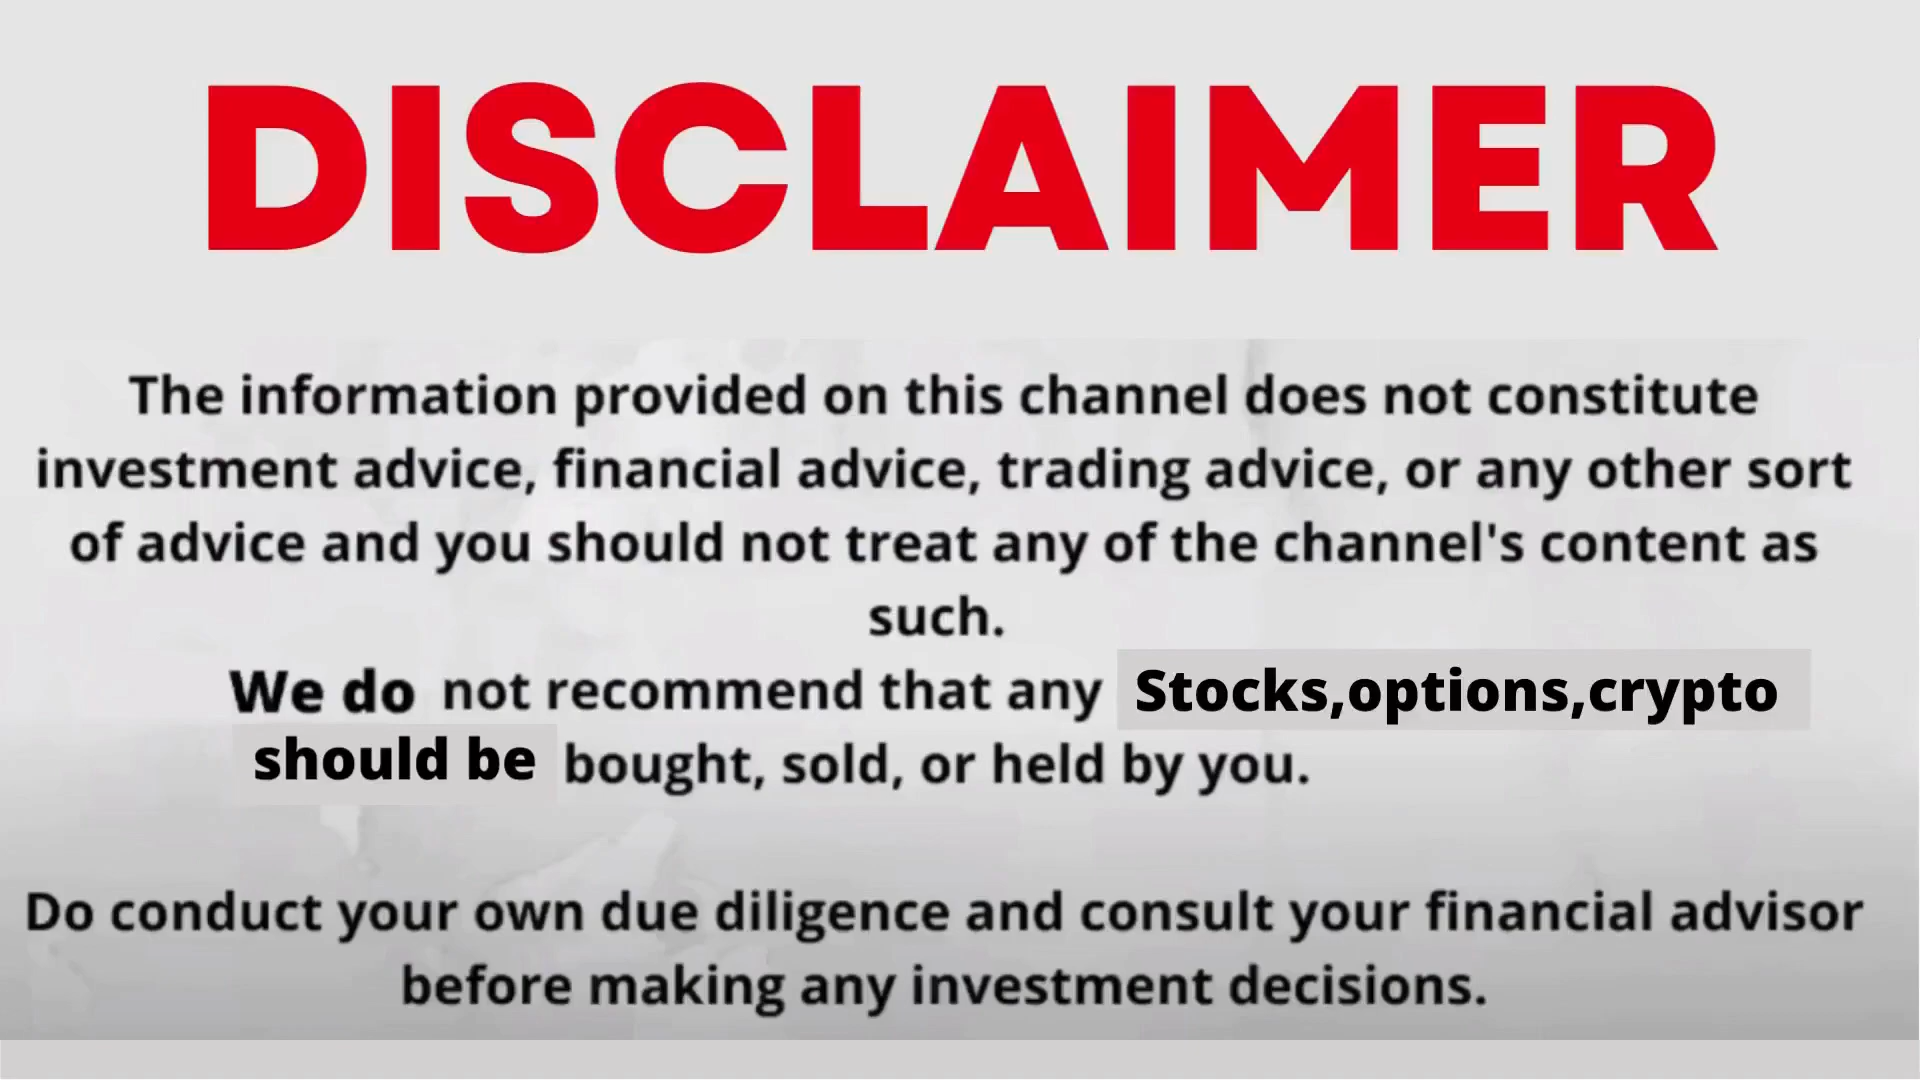 DISCLAIMER
The information provided on this channel does not constitute
investment advice, financial advice, trading advice, or any other sort
of advice and you should not treat any of the channel's content as
such.
We do not recommend that any Stocks,options,crypto
should be bought, sold, or held by you.
Do conduct your own due diligence and consult your financial advisor
before making any investment decisions.